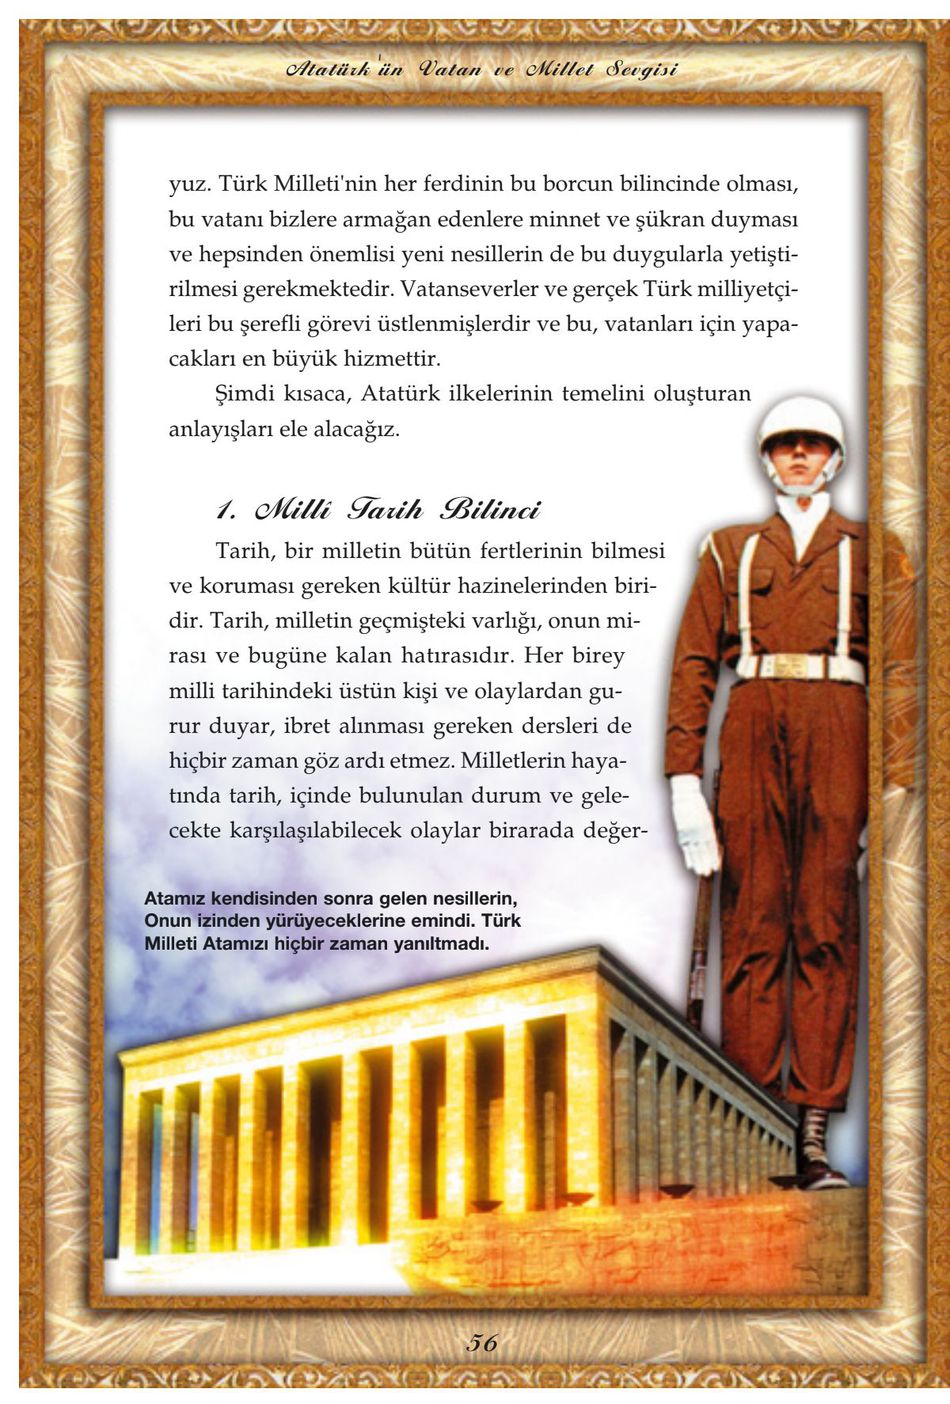 Atatürk'ün Vatan ve Millet Sevgisi
yuz. Türk Milleti'nin her ferdinin bu borcun bilincinde olması,
bu vatanı bizlere armağan edenlere minnet ve şükran duyması
ve hepsinden önemlisi yeni nesillerin de bu duygularla yetişti-
rilmesi gerekmektedir. Vatanseverler ve gerçek Türk milliyetçi-
leri bu şerefli görevi üstlenmişlerdir ve bu, vatanları için yapa-
cakları en büyük hizmettir.
Şimdi kısaca, Atatürk ilkelerinin temelini oluşturan
anlayışları ele alacağız.
1. Millî Tarih Bilinci
Tarih, bir milletin bütün fertlerinin bilmesi
ve koruması gereken kültür hazinelerinden biri-
dir. Tarih, milletin geçmişteki varlığı, onun mi-
rası ve bugüne kalan hatırasıdır. Her birey
milli tarihindeki üstün kişi ve olaylardan gu-
rur duyar, ibret alınması gereken dersleri de
hiçbir zaman göz ardı etmez. Milletlerin haya-
tında tarih, içinde bulunulan durum ve gele-
cekte karşılaşılabilecek olaylar birarada değer-
Atamız kendisinden sonra gelen nesillerin,
Onun izinden yürüyeceklerine emindi. Türk
Milleti Atamızı hiçbir zaman yanıltmadı.
56